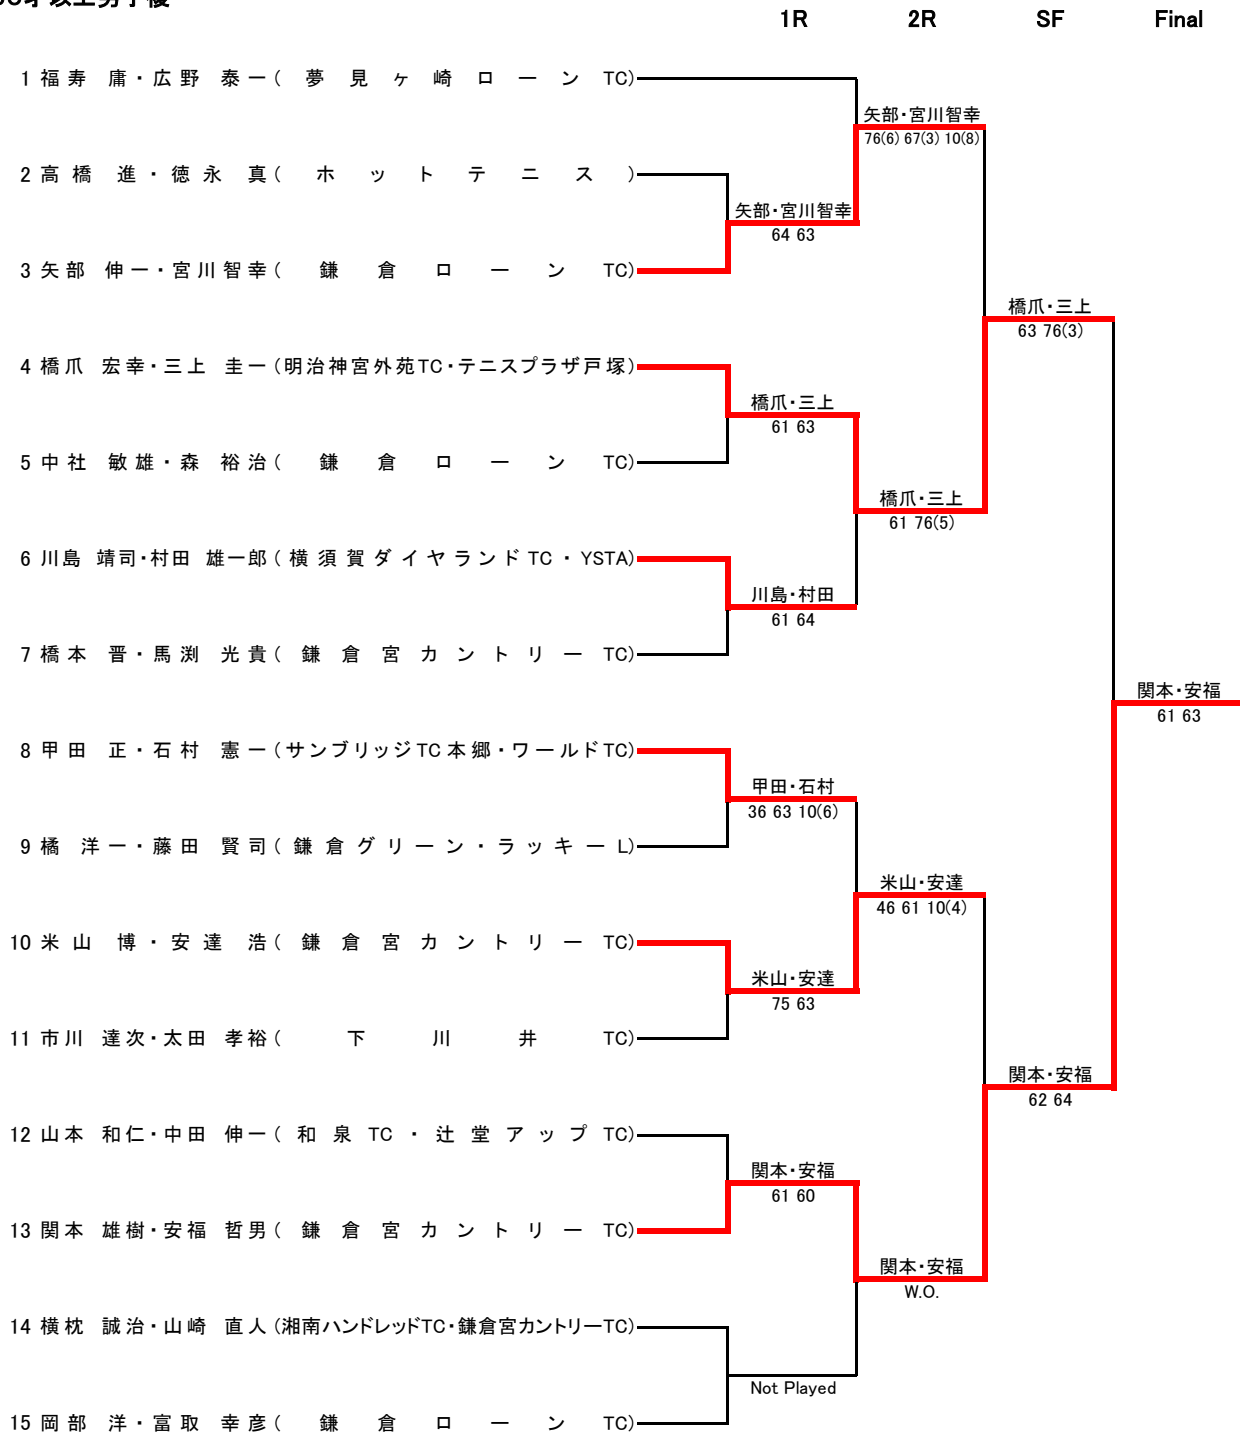 才以上男子複
1R 2R SF Final
1 福寿 庸・広野 泰一(夢見ヶ崎ローンTC)
矢部・宮川智幸
76(6) 67(3) 10(8)
2 高橋 進・徳永 真(ホットテニス)
矢部・宮川智幸
64 63
3 矢部 伸一・宮川智幸(鎌倉ローンTC)
橋爪・三上
63 76(3)
4 橋爪 宏幸・三上 圭一(明治神宮外苑TC・テニスプラザ戸塚)
橋爪・三上
61 63
5 中社 敏雄・森 裕治(鎌倉ローンTC)
橋爪・三上
61 76(5)
6 川島 靖司・村田 雄一郎(横須賀ダイヤランドTC・YSTA)
川島・村田
61 64
7 橋本 晋・馬渕 光貴(鎌倉宮カントリーTC)
関本・安福
61 63
8 甲田 正・石村 憲一(サンブリッジTC本郷・ワールドTC)
甲田・石村
36 63 10(6)
9 橘 洋一・藤田 賢司(鎌倉グリーン・ラッキーL)
米山・安達
46 61 10(4)
10 米山 博・安達 浩(鎌倉宮カントリーTC)
米山・安達
75 63
11 市川 達次・太田 孝裕(下川井TC)
関本・安福
62 64
12 山本 和仁・中田 伸一(和泉TC・辻堂アップTC)
関本・安福
61 60
13 関本 雄樹・安福 哲男(鎌倉宮カントリーTC)
関本・安福
W.O.
14 横枕 誠治・山崎 直人(湘南ハンドレッドTC・鎌倉宮カントリーTC)
Not Played
15 岡部 洋・富取 幸彦(鎌倉ローンTC)